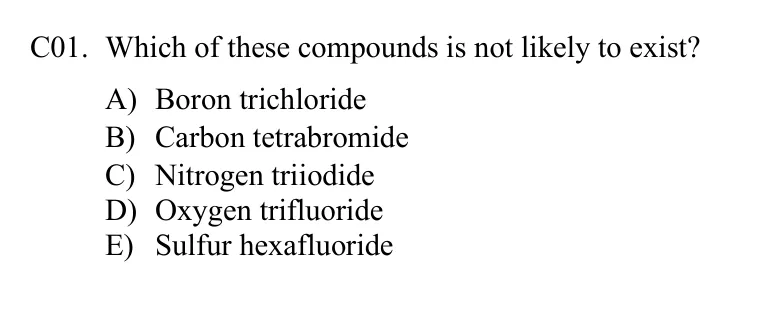 C01. Which of these compounds is not likely to exist?
A) Boron trichloride
B) Carbon tetrabromide
C) Nitrogen triiodide
D) Oxygen trifluoride
E) Sulfur hexafluoride